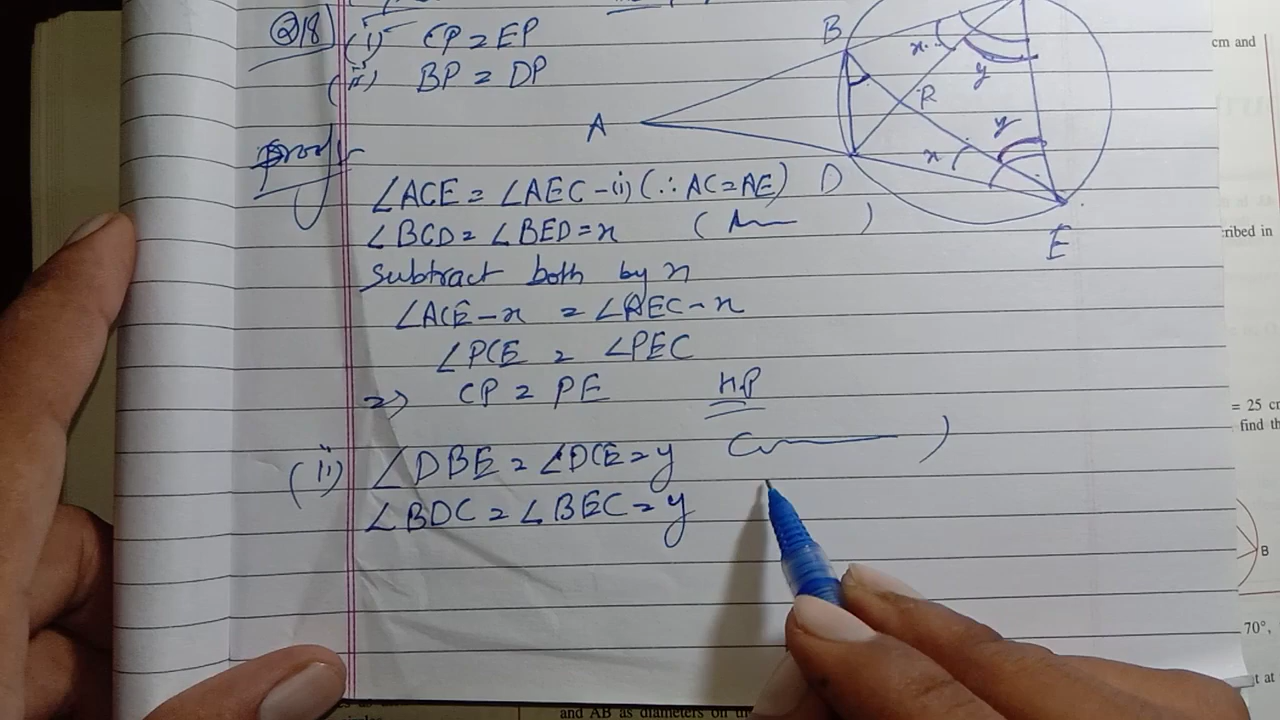 Q18) (i) CP = EP
(ii) BP = DP
B
x
y
R
A
y
x
D
E
Proof
∠ACE = ∠AEC -(i) (∴ AC = AE)
∠BCD = ∠BED = x ( )
Subtract both by x
∠ACE - x = ∠AEC - x
∠PCE = ∠PEC
=> CP = PE HP
(ii) ∠DBE = ∠DCE = y ( )
∠BDC = ∠BEC = y
cm and
cribed in
= 25 cm
find th
B
70°,
t at
and AB as diameters on th